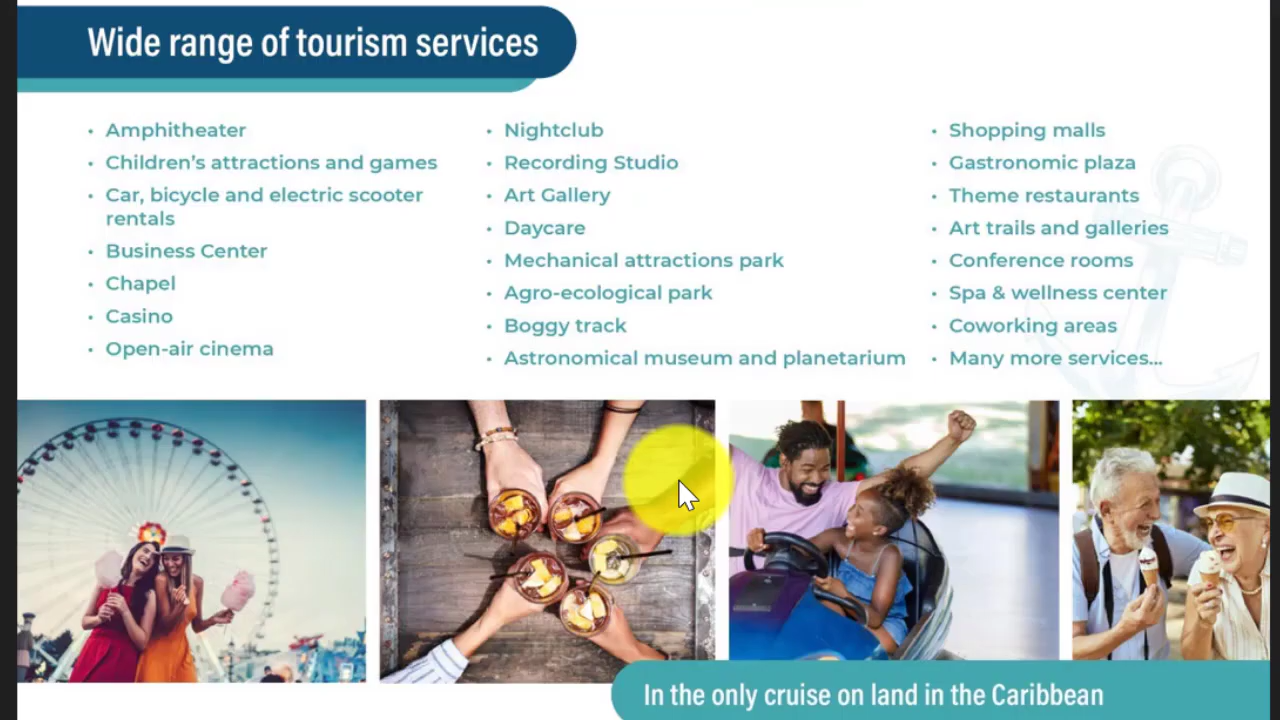 Wide range of tourism services
• Amphitheater
• Children's attractions and games
• Car, bicycle and electric scooter
rentals
• Business Center
• Chapel
• Casino
• Open-air cinema
• Nightclub
• Recording Studio
• Art Gallery
• Daycare
• Mechanical attractions park
• Agro-ecological park
• Boggy track
• Astronomical museum and planetarium
• Shopping malls
• Gastronomic plaza
• Theme restaurants
• Art trails and galleries
• Conference rooms
• Spa & wellness center
• Coworking areas
• Many more services...
In the only cruise on land in the Caribbean